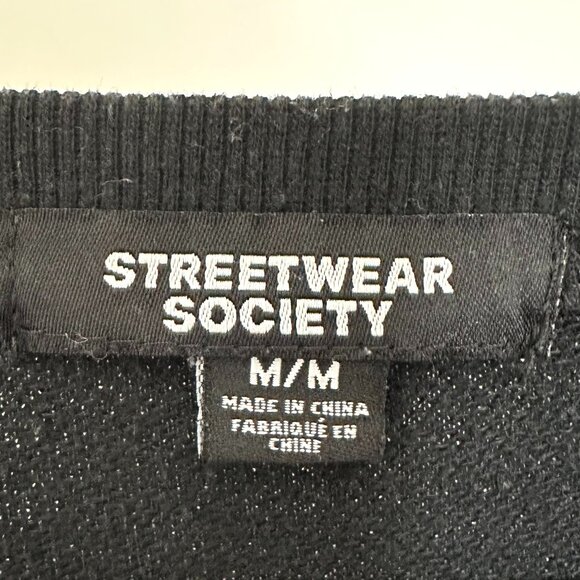 STREETWEAR
SOCIETY
M/M
MADE IN CHINA
FABRIQUÉ EN
CHINE